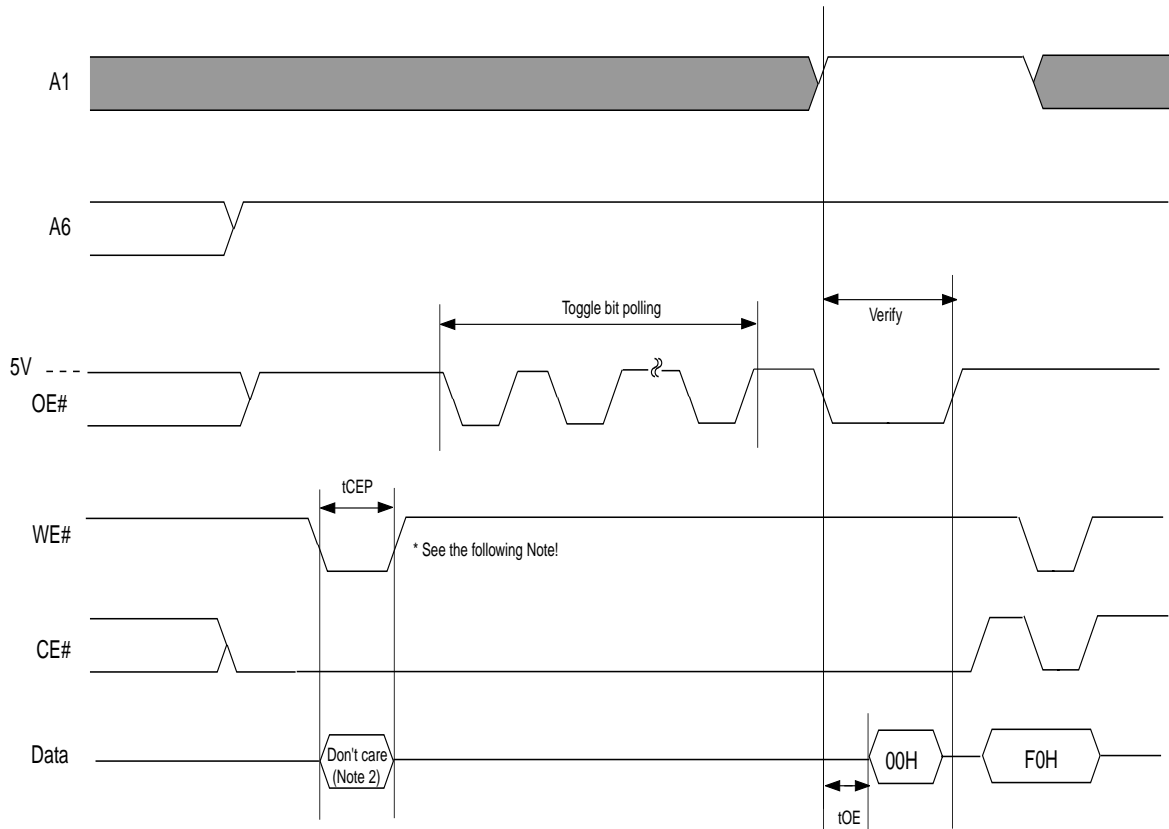 A1
A6
Toggle bit polling
Verify
5V
OE#
tCEP
WE#
* See the following Note!
CE#
Data
Don't care
(Note 2)
00H
F0H
tOE